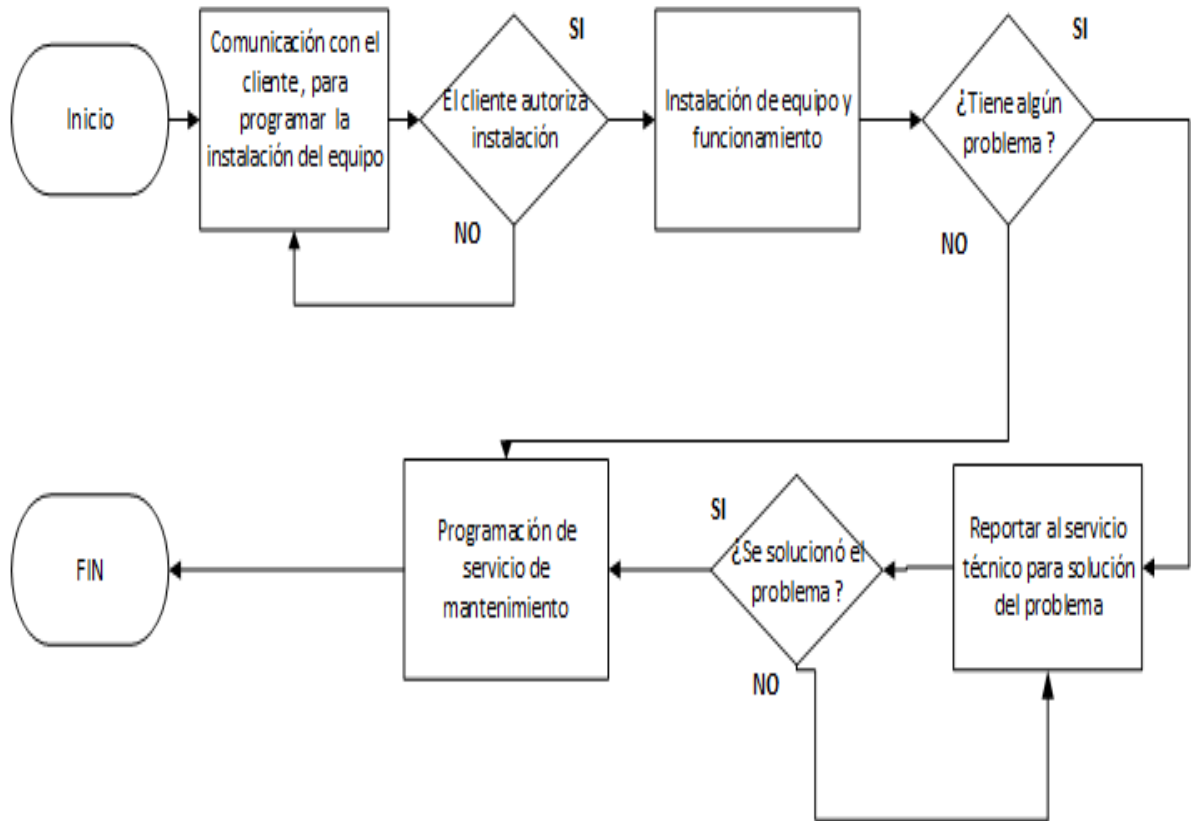 Inicio
Comunicación con el
cliente, para
programar la
instalación del equipo
SI
El cliente autoriza
instalación
NO
Instalación de equipo y
funcionamiento
SI
¿Tiene algún
problema ?
NO
FIN
Programación de
servicio de
mantenimiento
SI
¿Se solucionó el
problema ?
NO
Reportar al servicio
técnico para solución
del problema